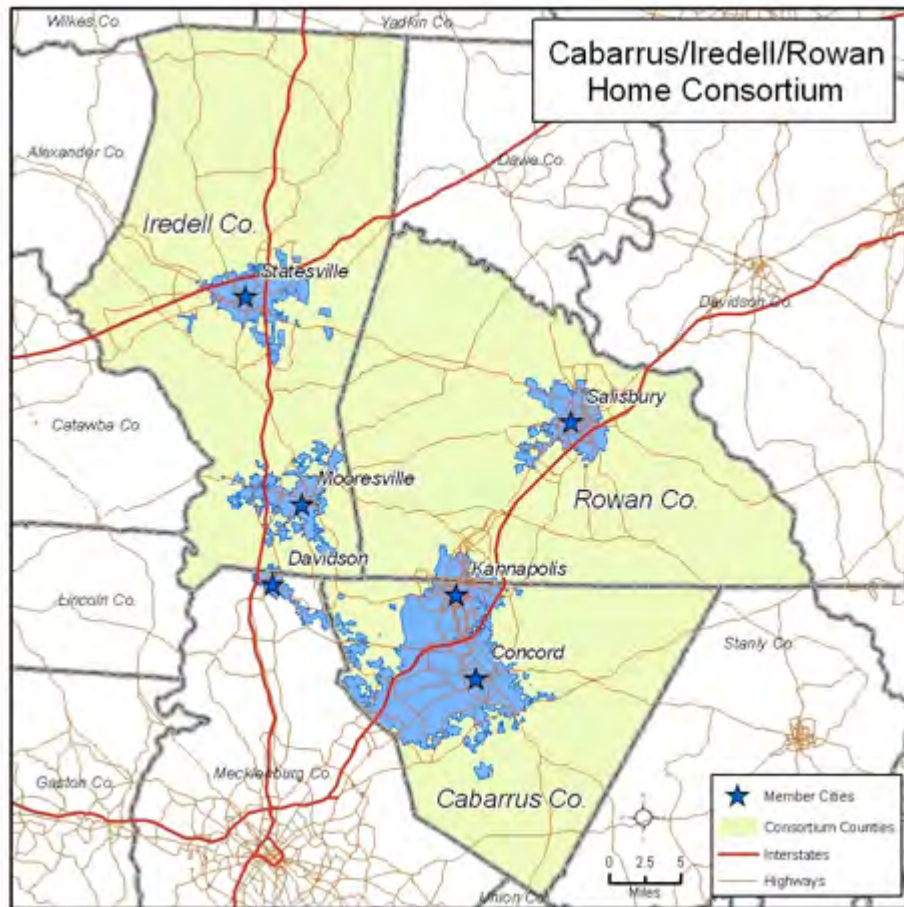 Wilkes Co.
Yadkin Co.
Cabarrus/Iredell/Rowan
Home Consortium
Alexander Co.
Dawe Co.
Iredell Co.
Statesville
Davidson Co.
Salisbury
Catawba Co.
Mooresville
Rowan Co.
Davidson
Kannapolis
Lincoln Co.
Stanly Co.
Concord
Mecklenburg Co.
Gaston Co.
Cabarrus Co.
Member Cities
Consortium Counties
Interstates
Highways
0 2.5 5
Miles
Union Co.